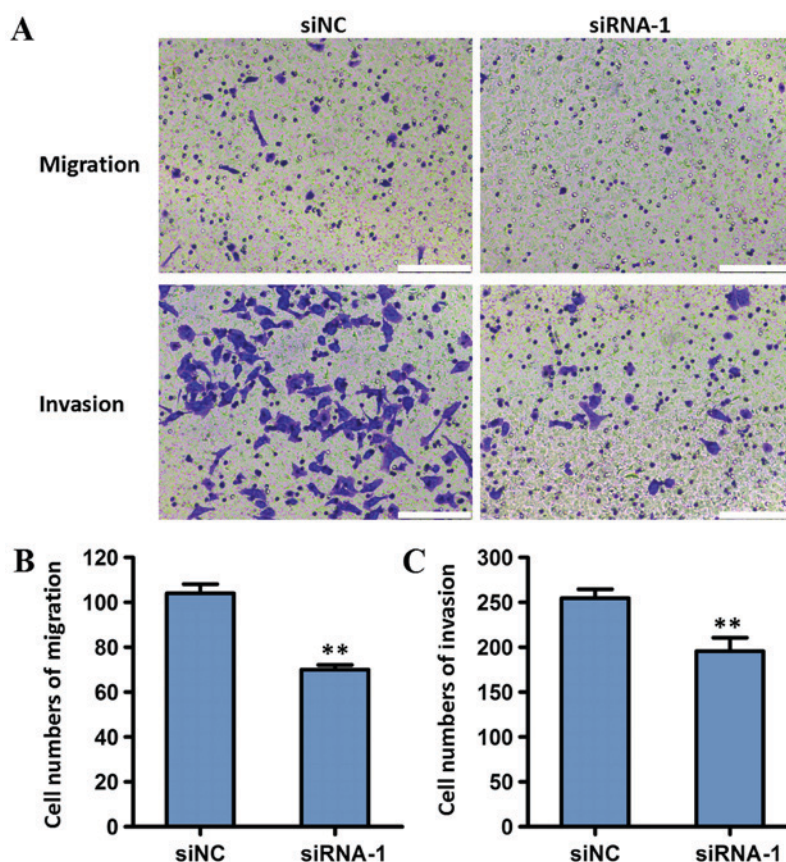 A
siNC siRNA-1
Migration
Invasion
B
Cell numbers of migration
120
100
80
60
40
20
0
siNC siRNA-1
**
C
Cell numbers of invasion
300
250
200
150
100
50
0
siNC siRNA-1
**